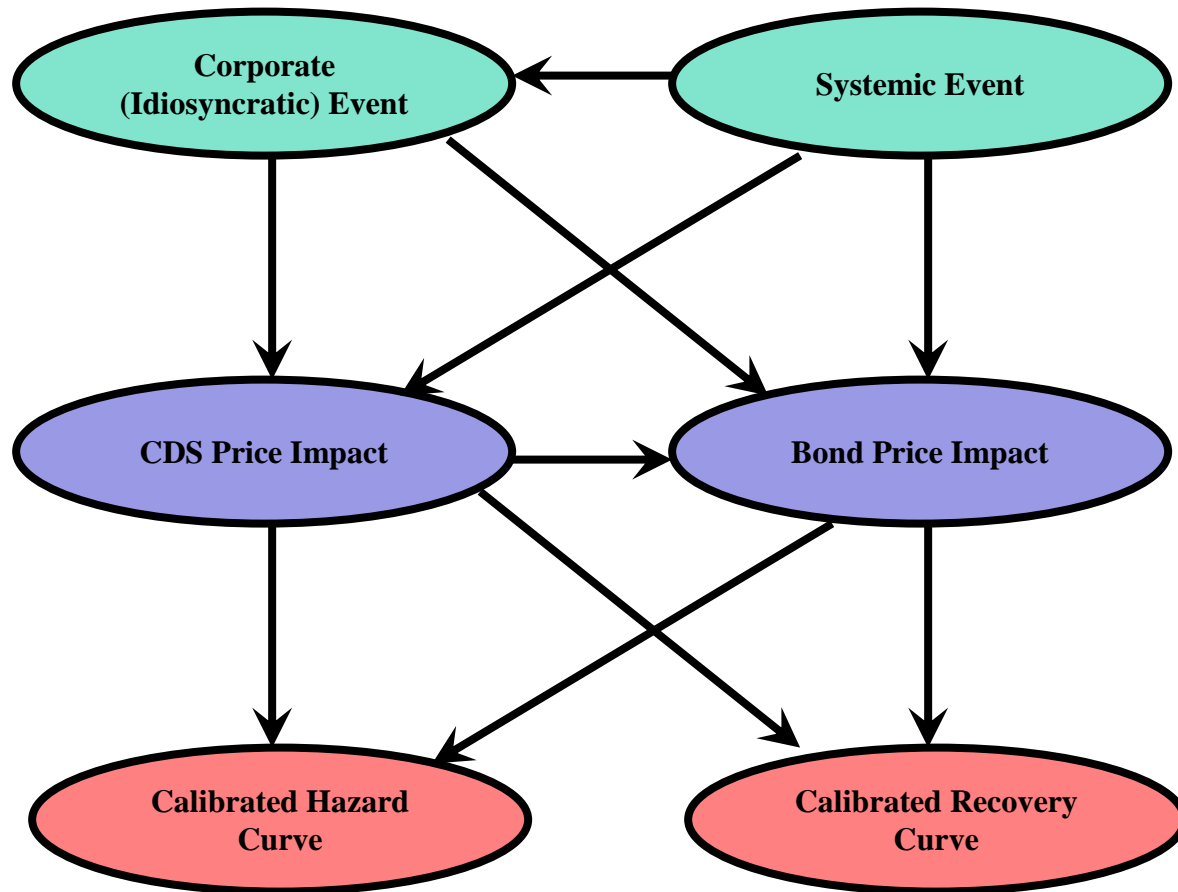 Corporate
(Idiosyncratic) Event
Systemic Event
CDS Price Impact
Bond Price Impact
Calibrated Hazard
Curve
Calibrated Recovery
Curve